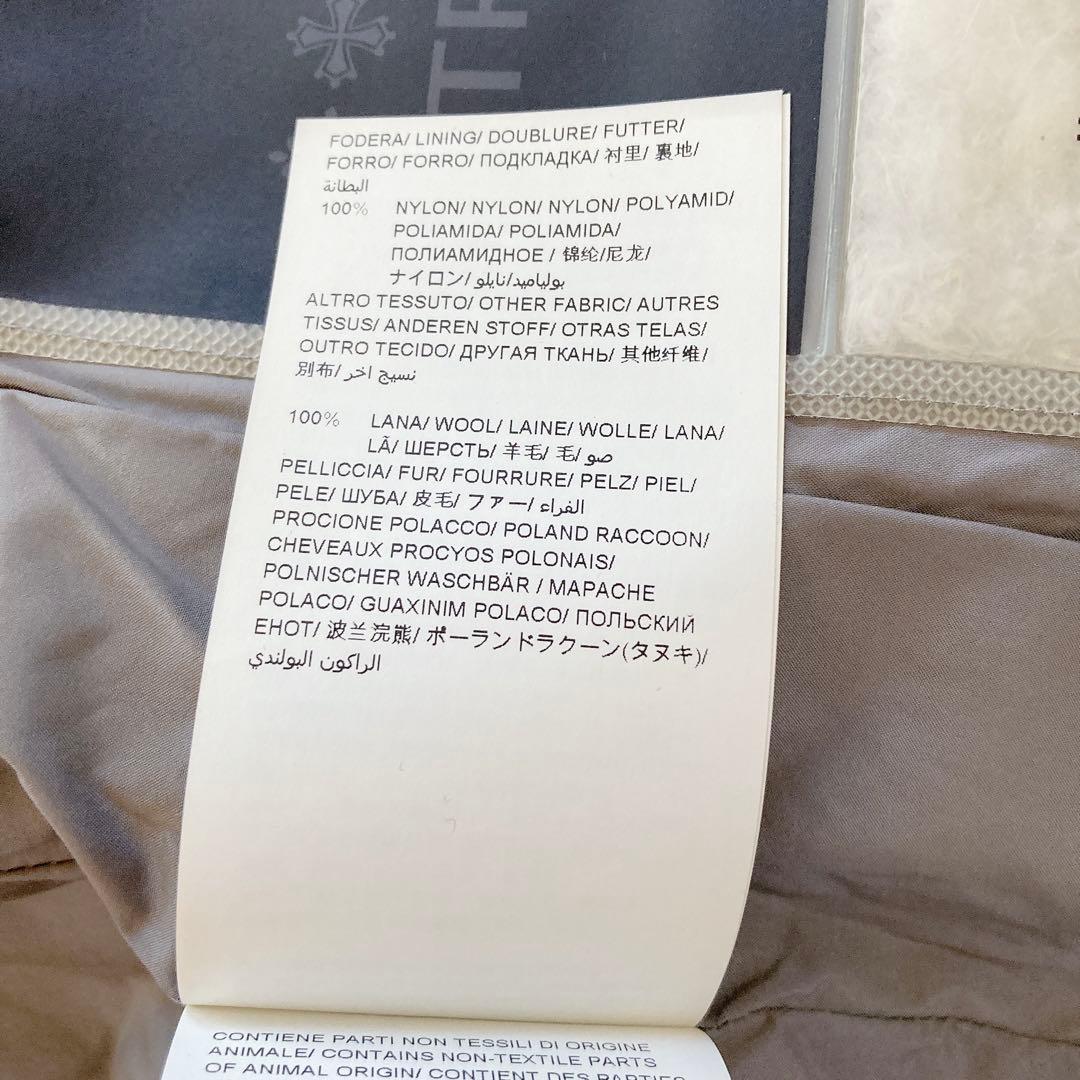 TR
FODERA/ LINING/ DOUBLURE/ FUTTER/
FORRO/ FORRO/ ПОДКЛАДКА/ 衬里/ 裏地/
البطانة
100% NYLON/ NYLON/ NYLON/ POLYAMID/
POLIAMIDA/ POLIAMIDA/
ПОЛИАМИДНОЕ / 锦纶/尼龙/
ナイロン/ بولياميد/نايلو
ALTRO TESSUTO/ OTHER FABRIC/ AUTRES
TISSUS/ ANDEREN STOFF/ OTRAS TELAS/
OUTRO TECIDO/ ДРУГАЯ ТКАНЬ/ 其他纤维/
別布/ نسيج اخر
100% LANA/ WOOL/ LAINE/ WOLLE/ LANA/
LÃ/ ШЕРСТЬ/ 羊毛/ 毛/ صو
PELLICCIA/ FUR/ FOURRURE/ PELZ/ PIEL/
PELE/ ШУБА/ 皮毛/ ファー/ الفراء
PROCIONE POLACCO/ POLAND RACCOON/
CHEVEAUX PROCYOS POLONAIS/
POLNISCHER WASCHBÄR / MAPACHE
POLACO/ GUAXINIM POLACO/ ПОЛЬСКИЙ
ЕНОТ/ 波兰浣熊/ ポーランドラクーン(タヌキ)/
الراكون البولندي
CONTIENE PARTI NON TESSILI DI ORIGINE
ANIMALE/ CONTAINS NON-TEXTILE PARTS
OF ANIMAL ORIGIN/ CONTIENT DES PARTIES